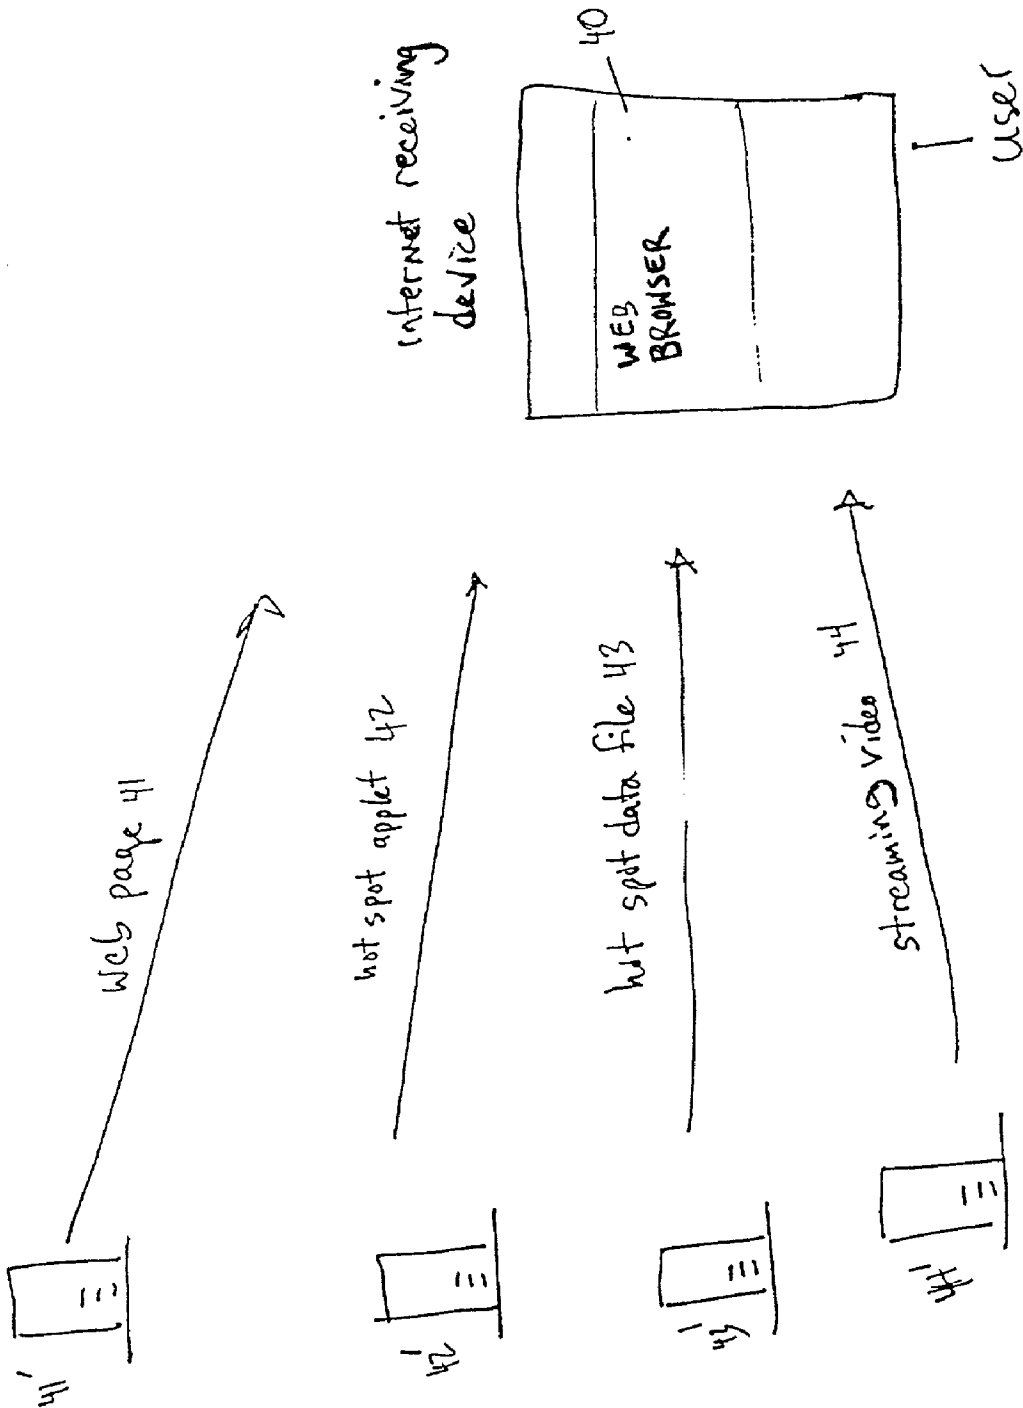 41'
web page 41
42'
hot spot applet 42
43'
hot spot data file 43
44'
streaming video 44
internet receiving
device
40
WEB
BROWSER
user